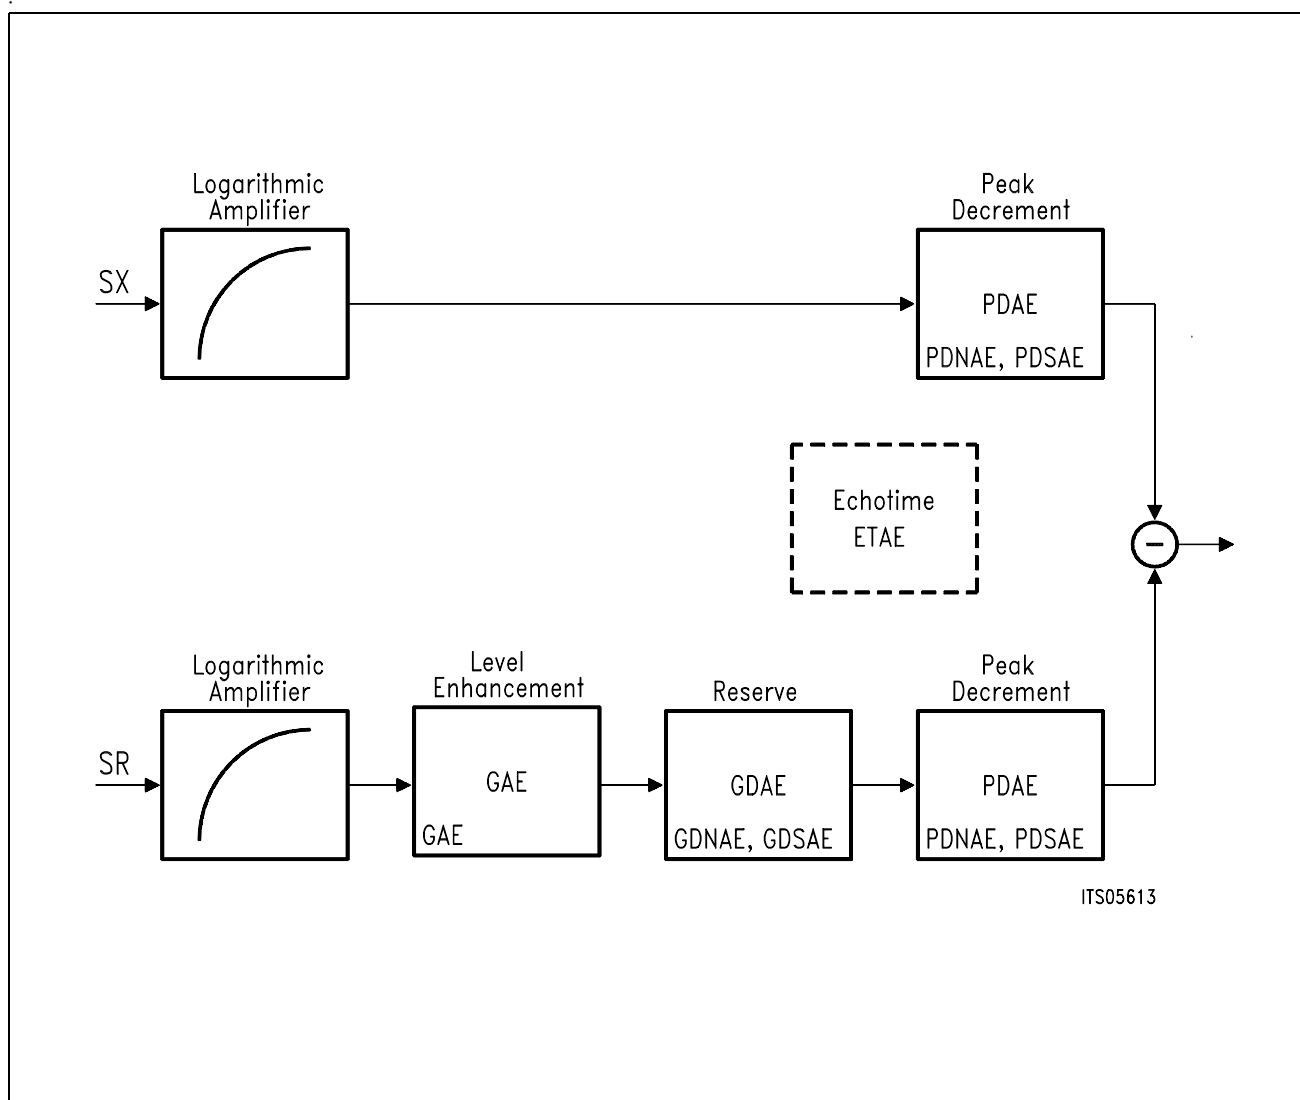 Logarithmic
Amplifier
Peak
Decrement
SX
PDAE
PDNAE, PDSAE
Echotime
ETAE
−
Logarithmic
Amplifier
Level
Enhancement
Reserve
Peak
Decrement
SR
GAE
GAE
GDAE
GDNAE, GDSAE
PDAE
PDNAE, PDSAE
ITS05613